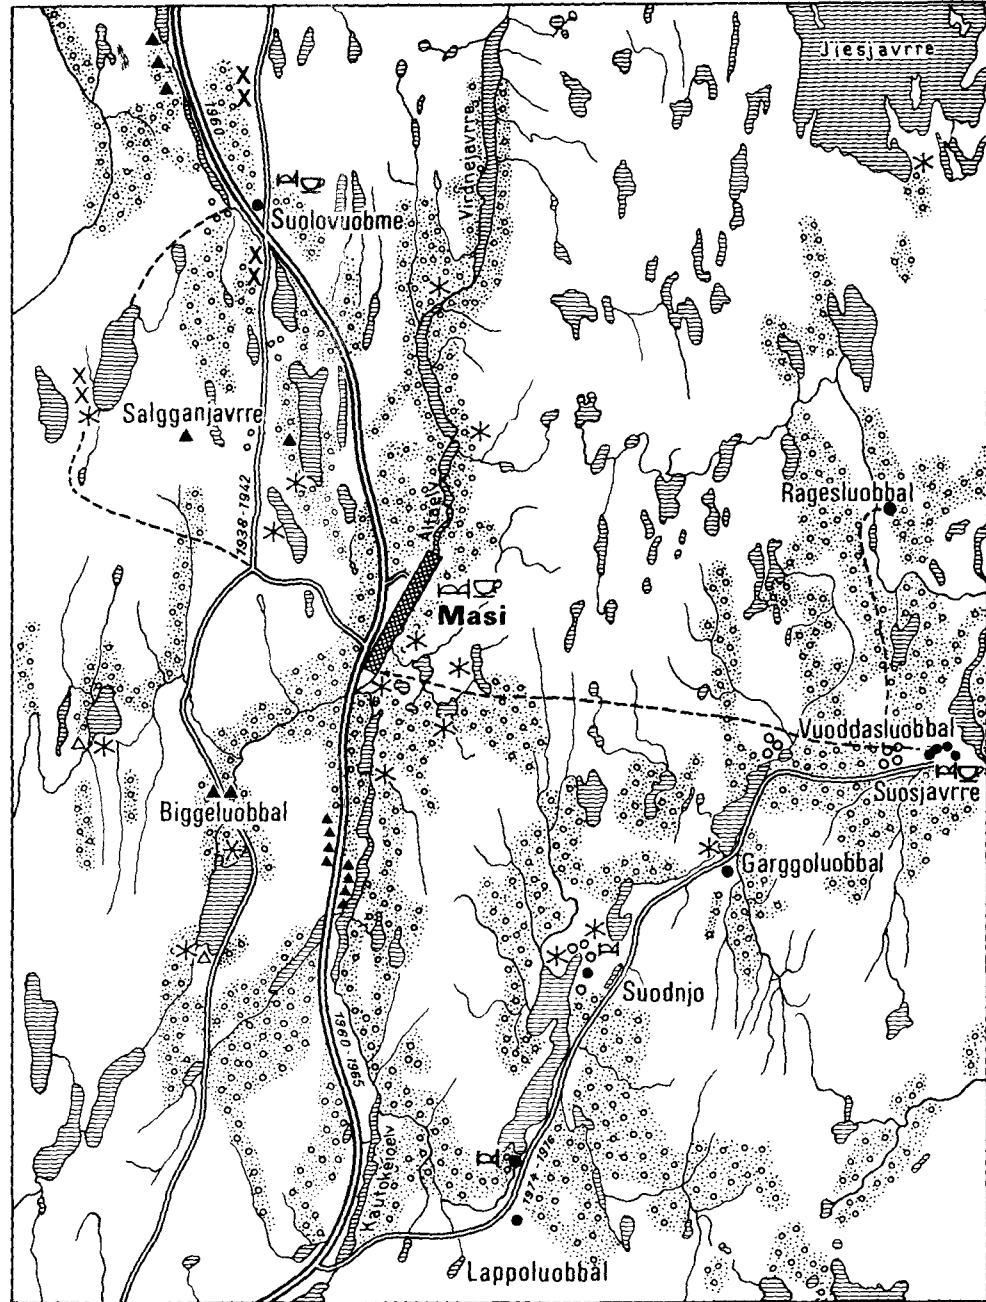 Jiesjavrre
1960
Virdnejavrre
Suolovuobme
Salgganjavrre
1938-1942
Altaelv
Ragesluobbal
Masi
Vuoddasluobbal
Suosjavrre
Biggeluobbal
Garggoluobbal
Suodnjo
1960 1965
Kautokeinoelv
1974-1976
Lappoluobbal